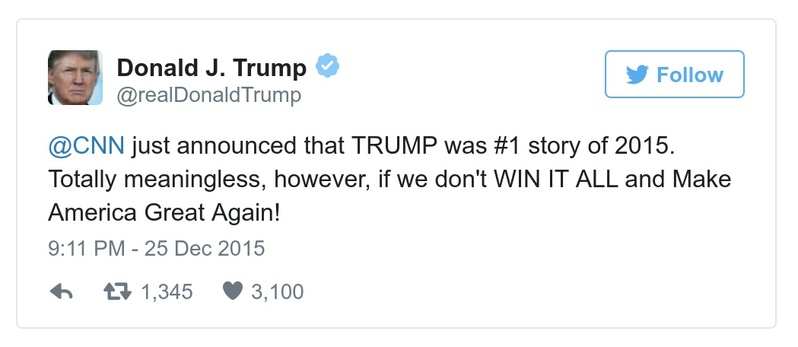 Donald J. Trump
@realDonaldTrump
Follow
@CNN just announced that TRUMP was #1 story of 2015.
Totally meaningless, however, if we don't WIN IT ALL and Make
America Great Again!
9:11 PM - 25 Dec 2015
1,345 3,100